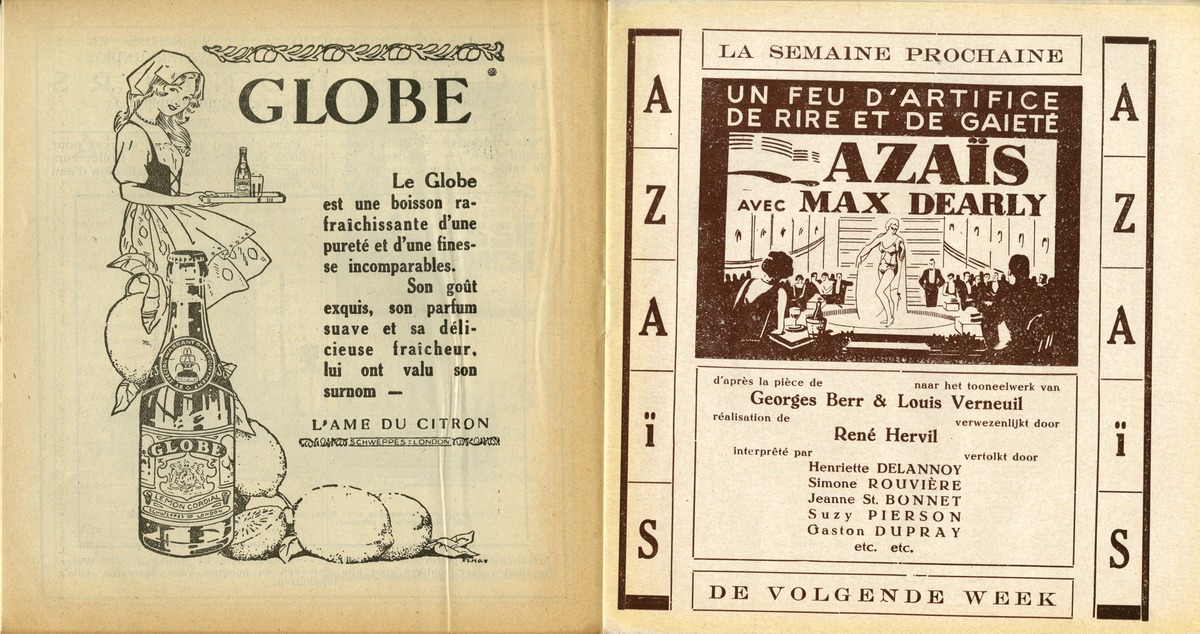 GLOBE
Le Globe
est une boisson ra-
fraîchissante d'une
pureté et d'une fines-
se incomparables.
Son goût
exquis, son parfum
suave et sa déli-
cieuse fraîcheur,
lui ont valu son
surnom —
L'AME DU CITRON
SCHWEPPES = LONDON
GLOBE
LEMON CORDIAL
SCHWEPPES OF LONDON
A
Z
A
ï
S
LA SEMAINE PROCHAINE
UN FEU D'ARTIFICE
DE RIRE ET DE GAIETÉ
AZAÏS
AVEC MAX DEARLY
d'après la pièce de naar het tooneelwerk van
Georges Berr & Louis Verneuil
réalisation de verwezenlijkt door
René Hervil
interprêté par vertolkt door
Henriette DELANNOY
Simone ROUVIÈRE
Jeanne St. BONNET
Suzy PIERSON
Gaston DUPRAY
etc. etc.
DE VOLGENDE WEEK
A
Z
A
ï
S